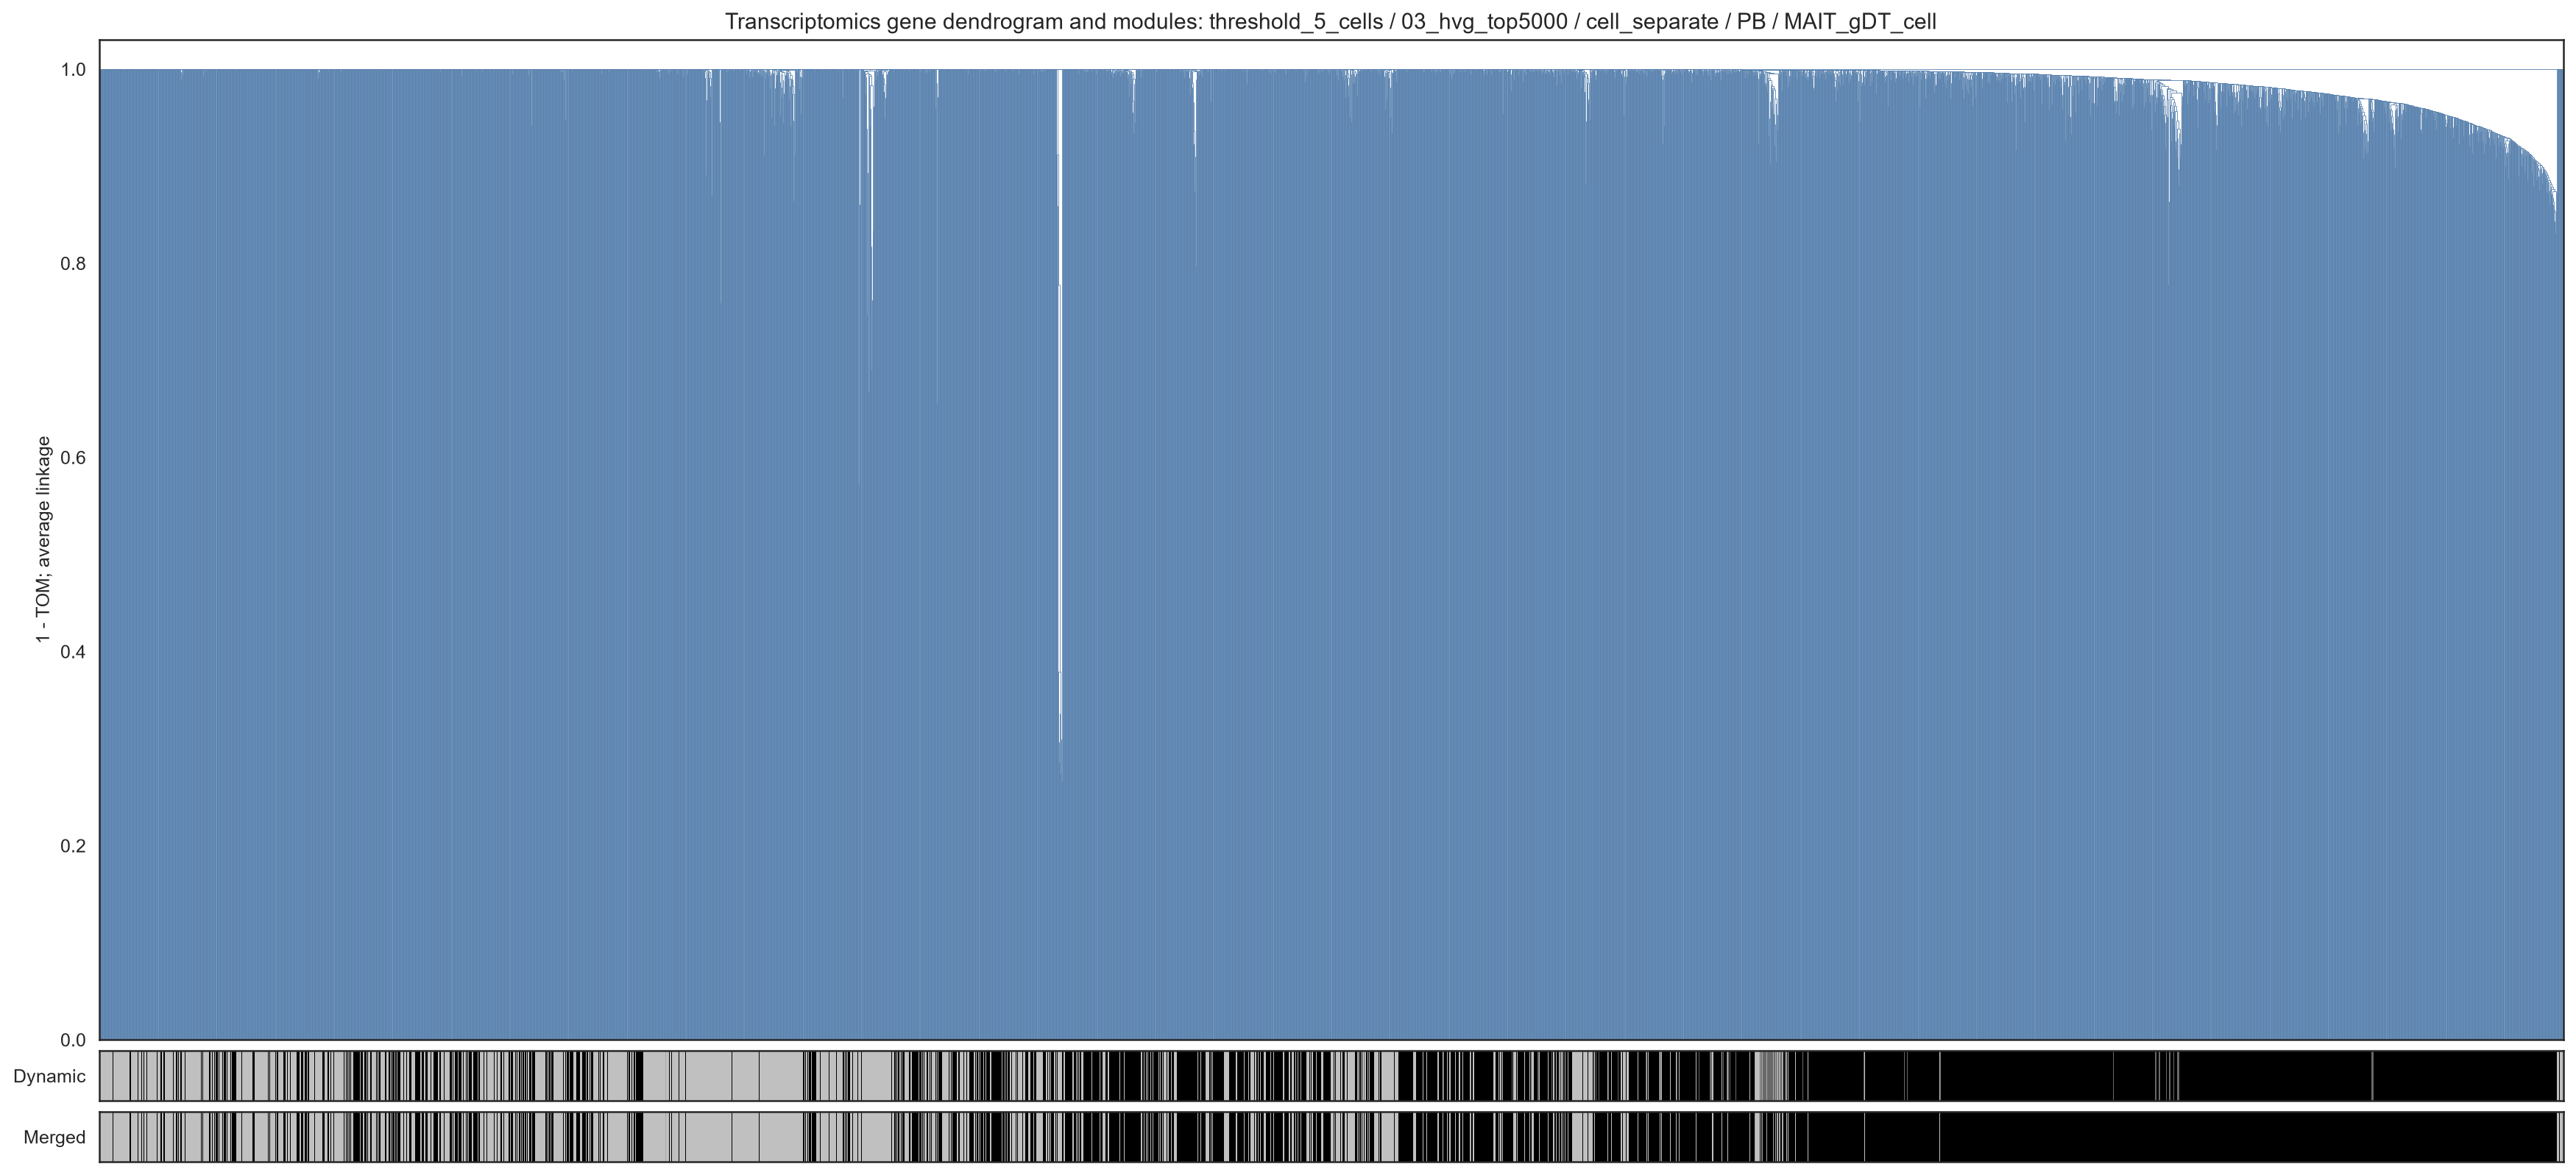 Transcriptomics gene dendrogram and modules: threshold_5_cells / 03_hvg_top5000 / cell_separate / PB / MAIT_gDT_cell
1.0
0.8
0.6
0.4
0.2
0.0
1 - TOM; average linkage
Dynamic
Merged